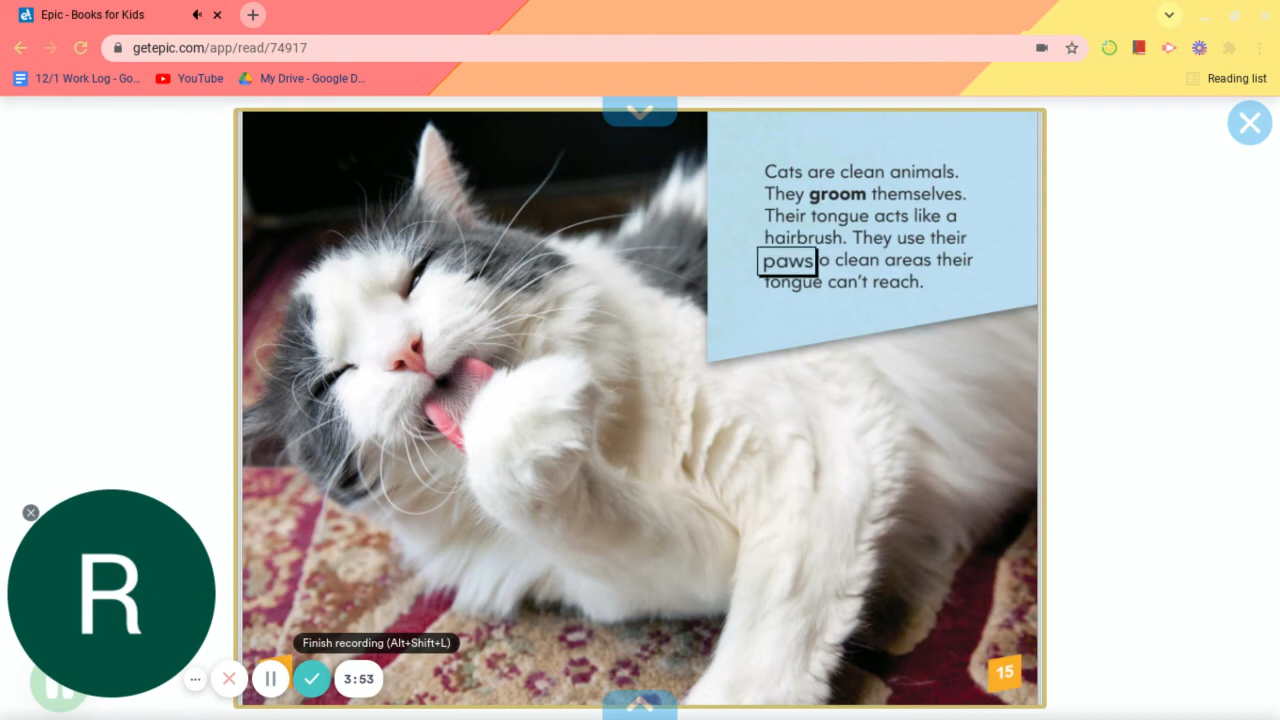 Epic - Books for Kids
getepic.com/app/read/74917
12/1 Work Log - Go...
YouTube
My Drive - Google D...
Reading list
Cats are clean animals.
They groom themselves.
Their tongue acts like a
hairbrush. They use their
paws o clean areas their
tongue can't reach.
R
Finish recording (Alt+Shift+L)
3:53
15